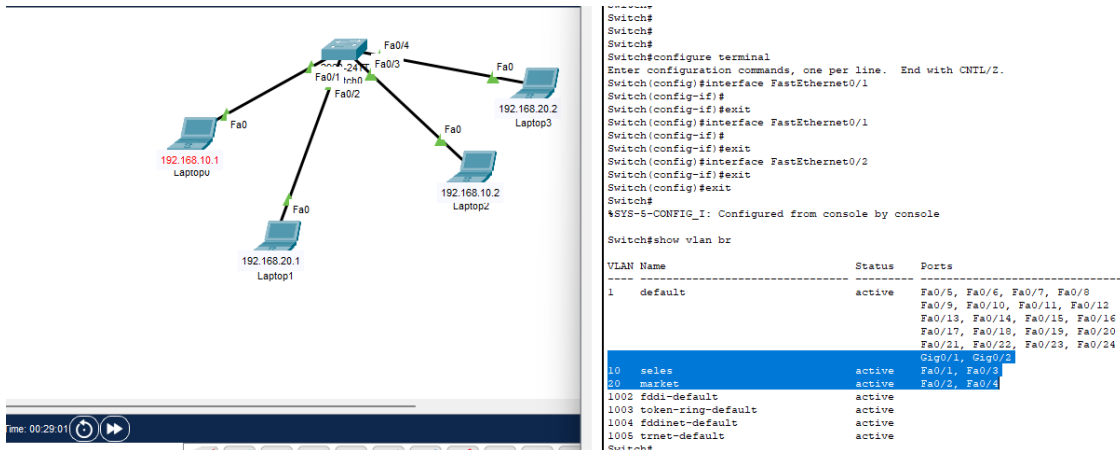 Fa0/4
Fa0/3
Fa0/1
Fa0/2
Fa0
192.168.20.2
Laptop3
Fa0
192.168.10.1
Laptop0
Fa0
192.168.10.2
Laptop2
Fa0
192.168.20.1
Laptop1
Time: 00:29:01
Switch#
Switch#
Switch#
Switch#
Switch#configure terminal
Enter configuration commands, one per line.  End with CNTL/Z.
Switch(config)#interface FastEthernet0/1
Switch(config-if)#
Switch(config-if)#exit
Switch(config)#interface FastEthernet0/1
Switch(config-if)#
Switch(config-if)#exit
Switch(config)#interface FastEthernet0/2
Switch(config-if)#exit
Switch(config)#exit
Switch#
%SYS-5-CONFIG_I: Configured from console by console
Switch#show vlan br
VLAN Name Status Ports
---- -------------------------------- --------- -------------------------------
1 default active Fa0/5, Fa0/6, Fa0/7, Fa0/8
Fa0/9, Fa0/10, Fa0/11, Fa0/12
Fa0/13, Fa0/14, Fa0/15, Fa0/16
Fa0/17, Fa0/18, Fa0/19, Fa0/20
Fa0/21, Fa0/22, Fa0/23, Fa0/24
Gig0/1, Gig0/2
10 seles active Fa0/1, Fa0/3
20 market active Fa0/2, Fa0/4
1002 fddi-default active
1003 token-ring-default active
1004 fddinet-default active
1005 trnet-default active
Switch#